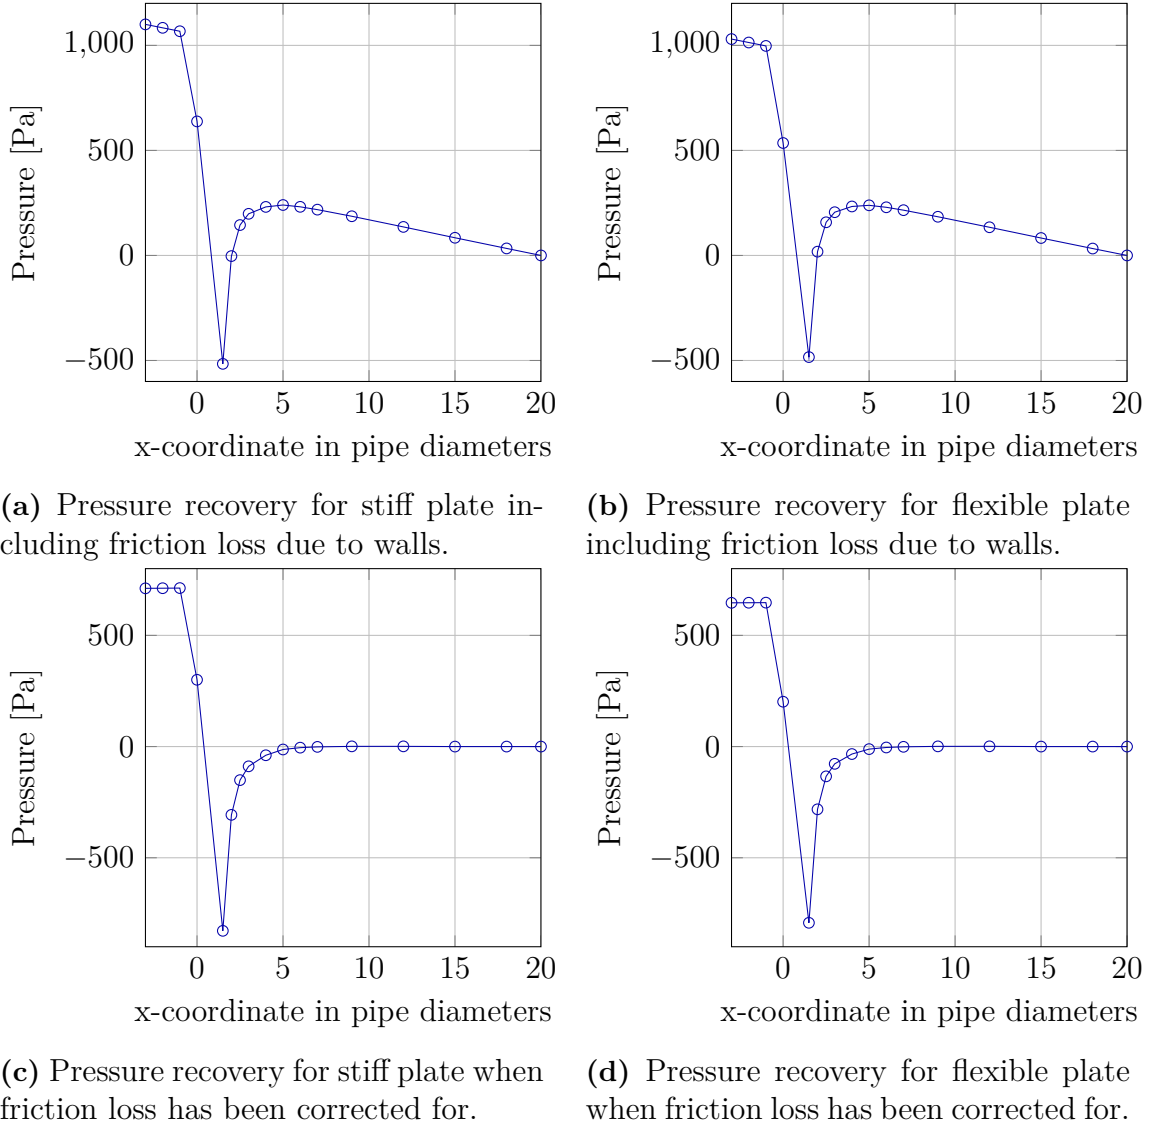 1,000
500
0
−500
Pressure [Pa]
0 5 10 15 20
x-coordinate in pipe diameters
(a) Pressure recovery for stiff plate in-
cluding friction loss due to walls.
1,000
500
0
−500
Pressure [Pa]
0 5 10 15 20
x-coordinate in pipe diameters
(b) Pressure recovery for flexible plate
including friction loss due to walls.
500
0
−500
Pressure [Pa]
0 5 10 15 20
x-coordinate in pipe diameters
(c) Pressure recovery for stiff plate when
friction loss has been corrected for.
500
0
−500
Pressure [Pa]
0 5 10 15 20
x-coordinate in pipe diameters
(d) Pressure recovery for flexible plate
when friction loss has been corrected for.